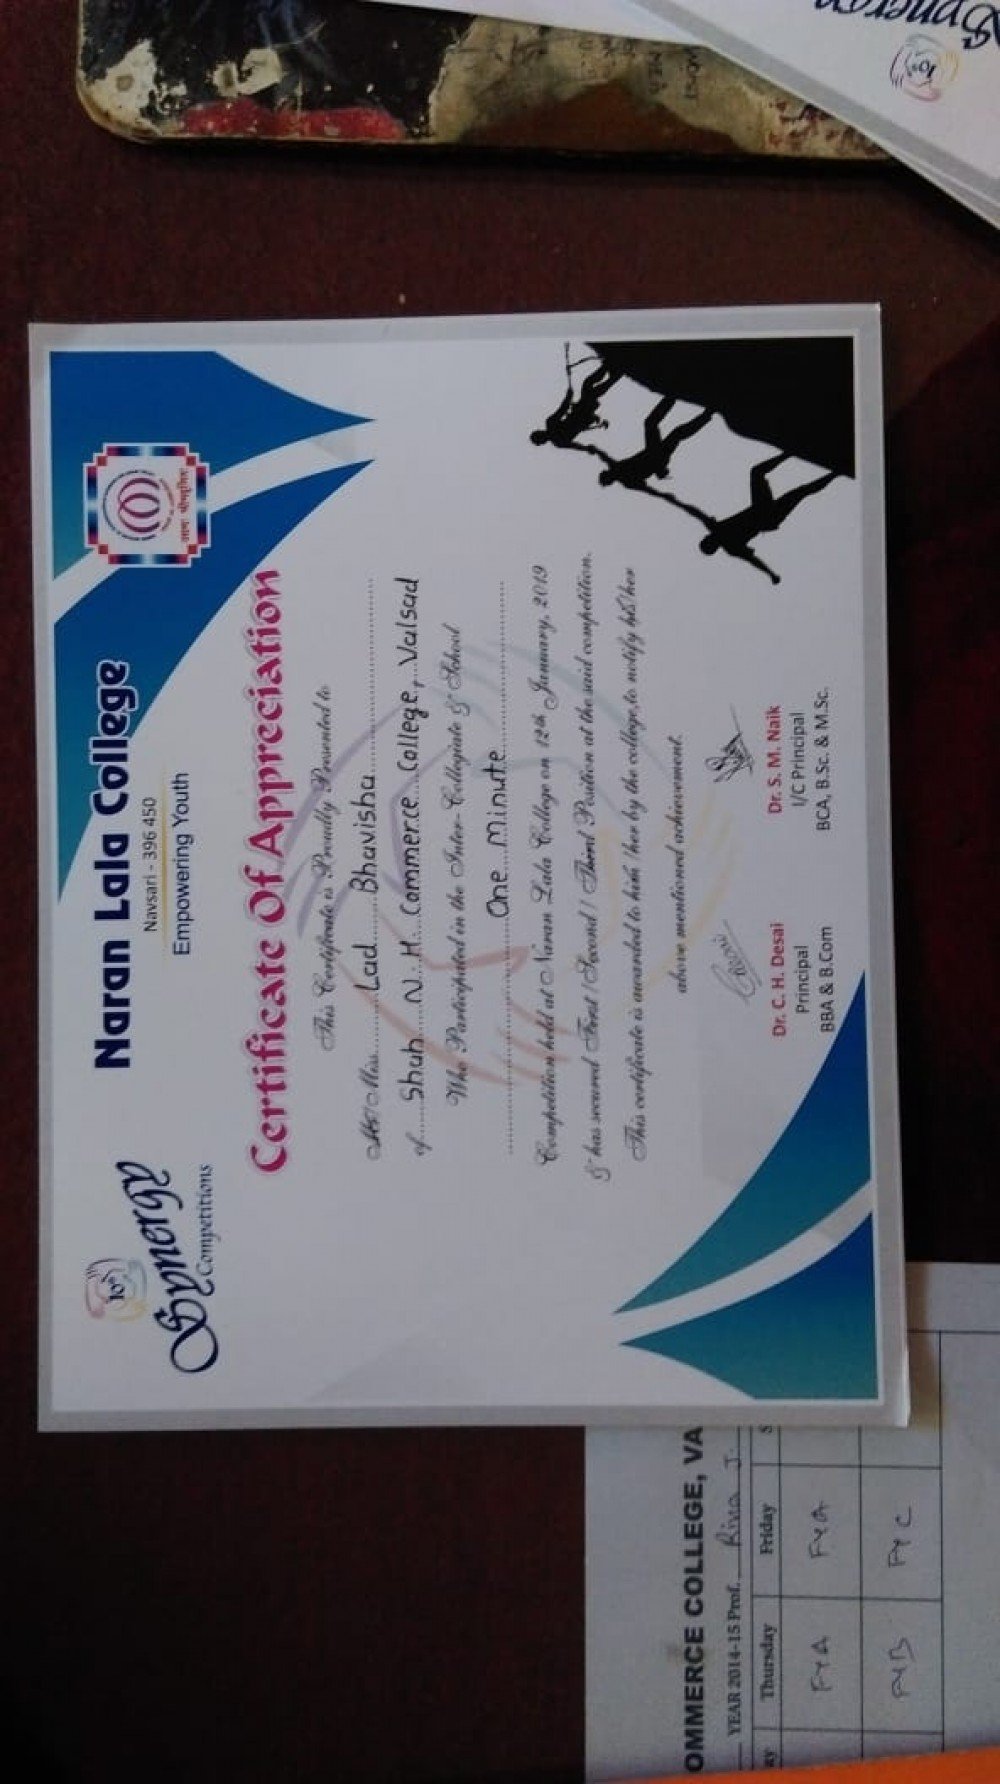 10th
Synergy
Competitions
Naran Lala College
Navsari - 396 450
Empowering Youth
Certificate Of Appreciation
This Certificate is Proudly Presented to
Mr/Miss Lad Bhavisha
of Shah N. H. Commerce College, Valsad
Who Participated in the Inter-Collegiate & School
One Minute
Competition held at Naran Lala College on 12th January, 2019
& has secured First / Second / Third Position at the said competition.
This certificate is awarded to him/her by the college, to notify his/her
above mentioned achievement.
Dr. C. H. Desai
Principal
BBA & B.Com
Dr. S. M. Naik
I/C Principal
BCA, B.Sc. & M.Sc.
Synergy
10th
OMMERCE COLLEGE, VA
YEAR 2014-15 Prof. Rina J.
ay Thursday Friday S
FYA FYA
FYB FYC